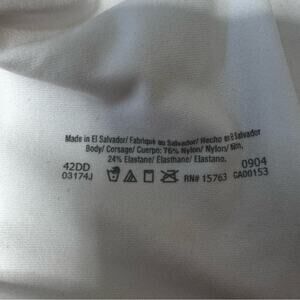 Made in El Salvador/ Fabriqué au Salvador/ Hecho en El Salvador
Body/ Corsage/ Cuerpo: 76% Nylon/ Nylon/ Niln,
24% Elastane/ Elasthane/ Elastano.
42DD 0904
03174J RN# 15763 CA00153